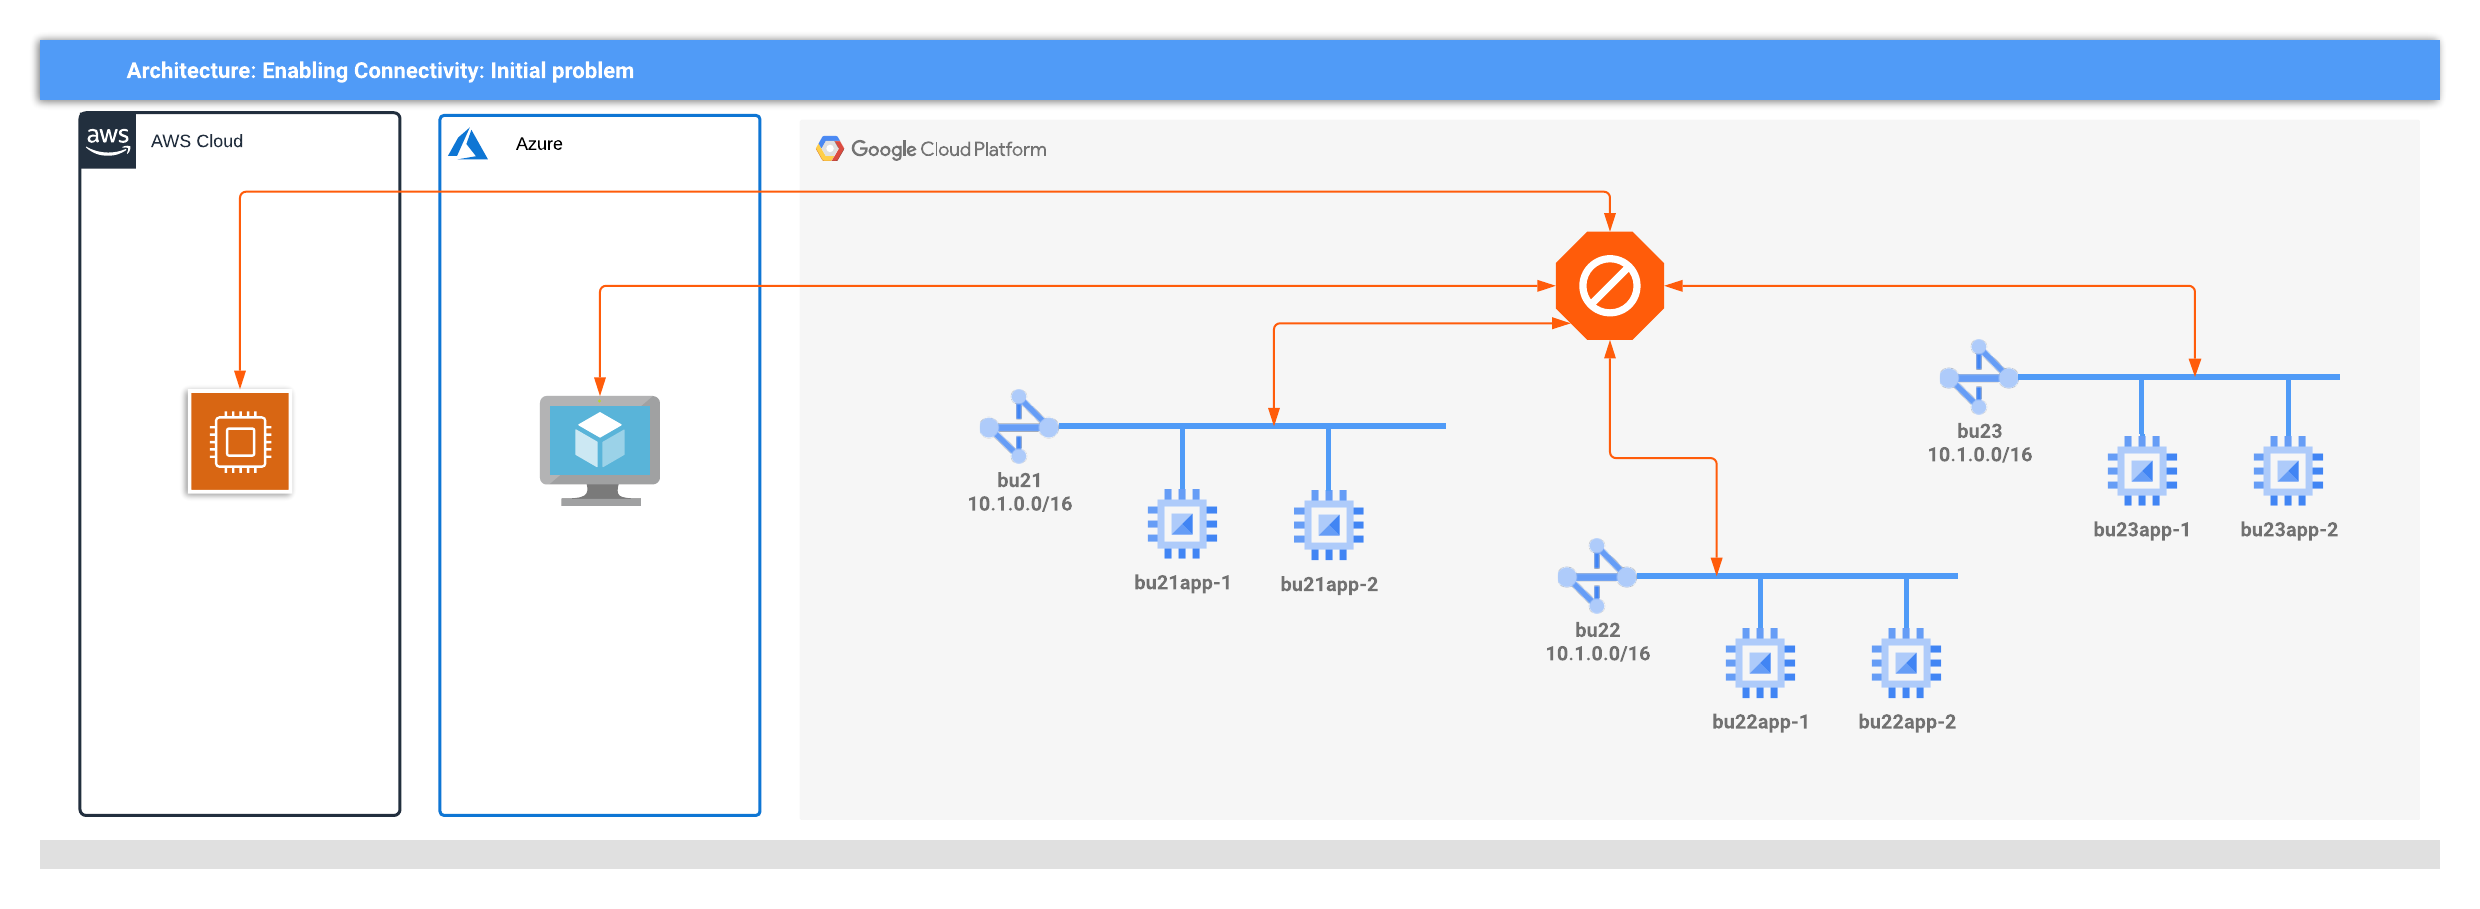 Architecture: Enabling Connectivity: Initial problem
aws
AWS Cloud
Azure
Google Cloud Platform
bu21
10.1.0.0/16
bu21app-1
bu21app-2
bu22
10.1.0.0/16
bu22app-1
bu22app-2
bu23
10.1.0.0/16
bu23app-1
bu23app-2